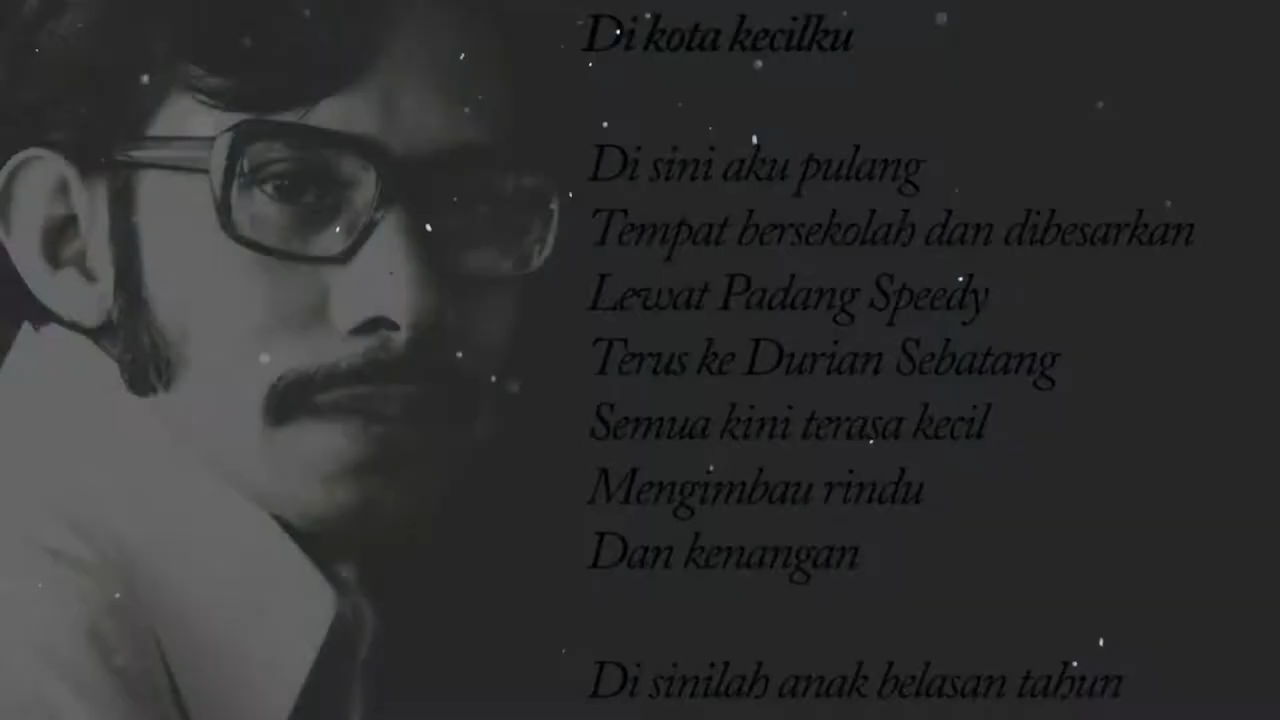 Di kota kecilku
Di sini aku pulang
Tempat bersekolah dan dibesarkan
Lewat Padang Speedy
Terus ke Durian Sebatang
Semua kini terasa kecil
Mengimbau rindu
Dan kenangan
Di sinilah anak belasan tahun